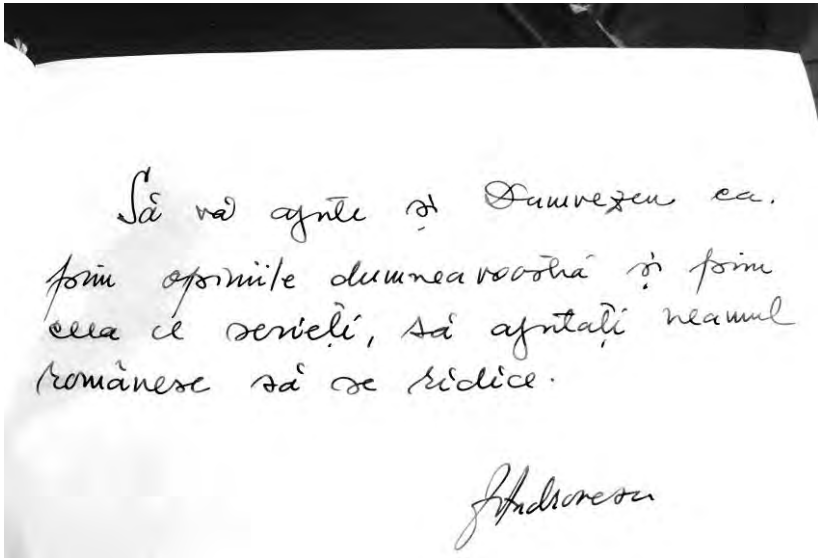 Să vă ajute și Dumnezeu ca.
prin opiniile dumneavoastră și prin
ceea ce scrieți, să ajutați neamul
românesc să se ridice.
Andronescu